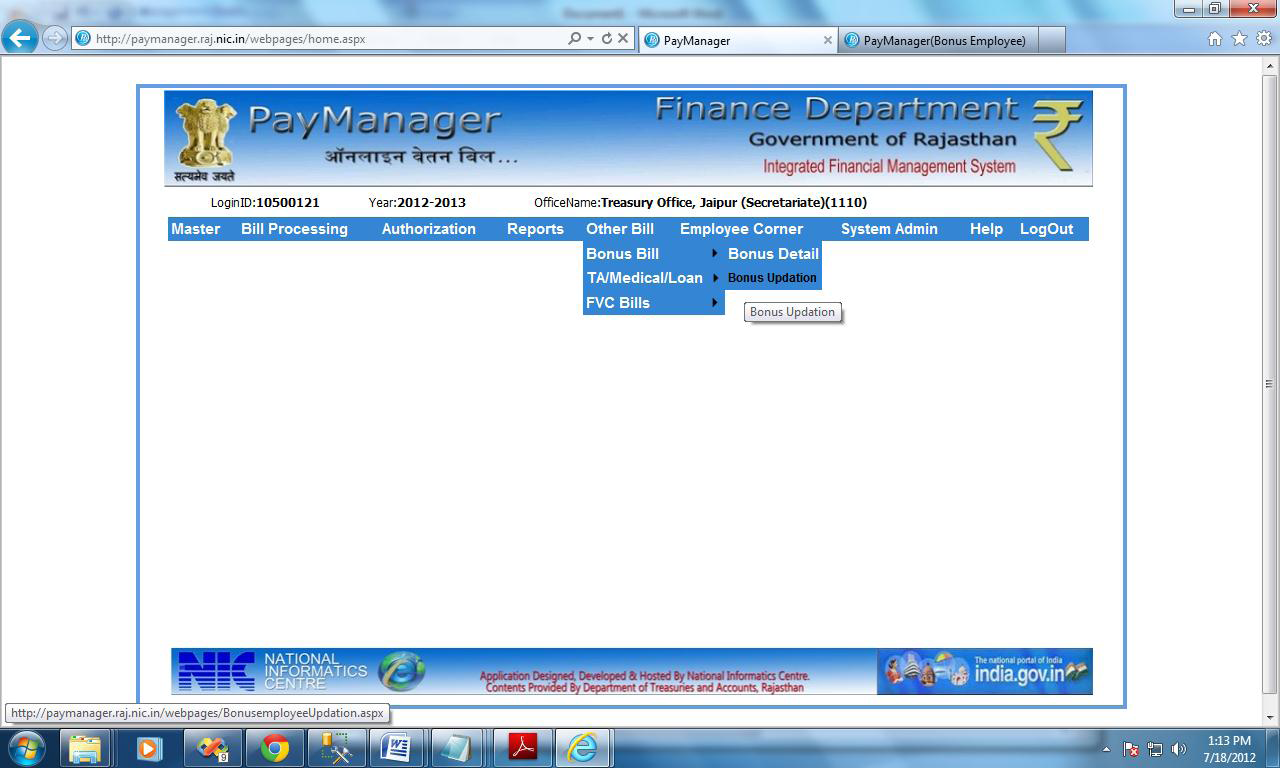 http://paymanager.raj.nic.in/webpages/home.aspx
PayManager
PayManager(Bonus Employee)
PayManager
ऑनलाइन वेतन बिल...
सत्यमेव जयते
Finance Department
Government of Rajasthan
Integrated Financial Management System
LoginID:10500121 Year:2012-2013 OfficeName:Treasury Office, Jaipur (Secretariate)(1110)
Master Bill Processing Authorization Reports Other Bill Employee Corner System Admin Help LogOut
Bonus Bill Bonus Detail
TA/Medical/Loan Bonus Updation
FVC Bills
Bonus Updation
NIC
NATIONAL
INFORMATICS
CENTRE
Application Designed, Developed & Hosted By National Informatics Centre.
Contents Provided By Department of Treasuries and Accounts, Rajasthan
The national portal of India
india.gov.in
http://paymanager.raj.nic.in/webpages/BonusemployeeUpdation.aspx
9
1:13 PM
7/18/2012